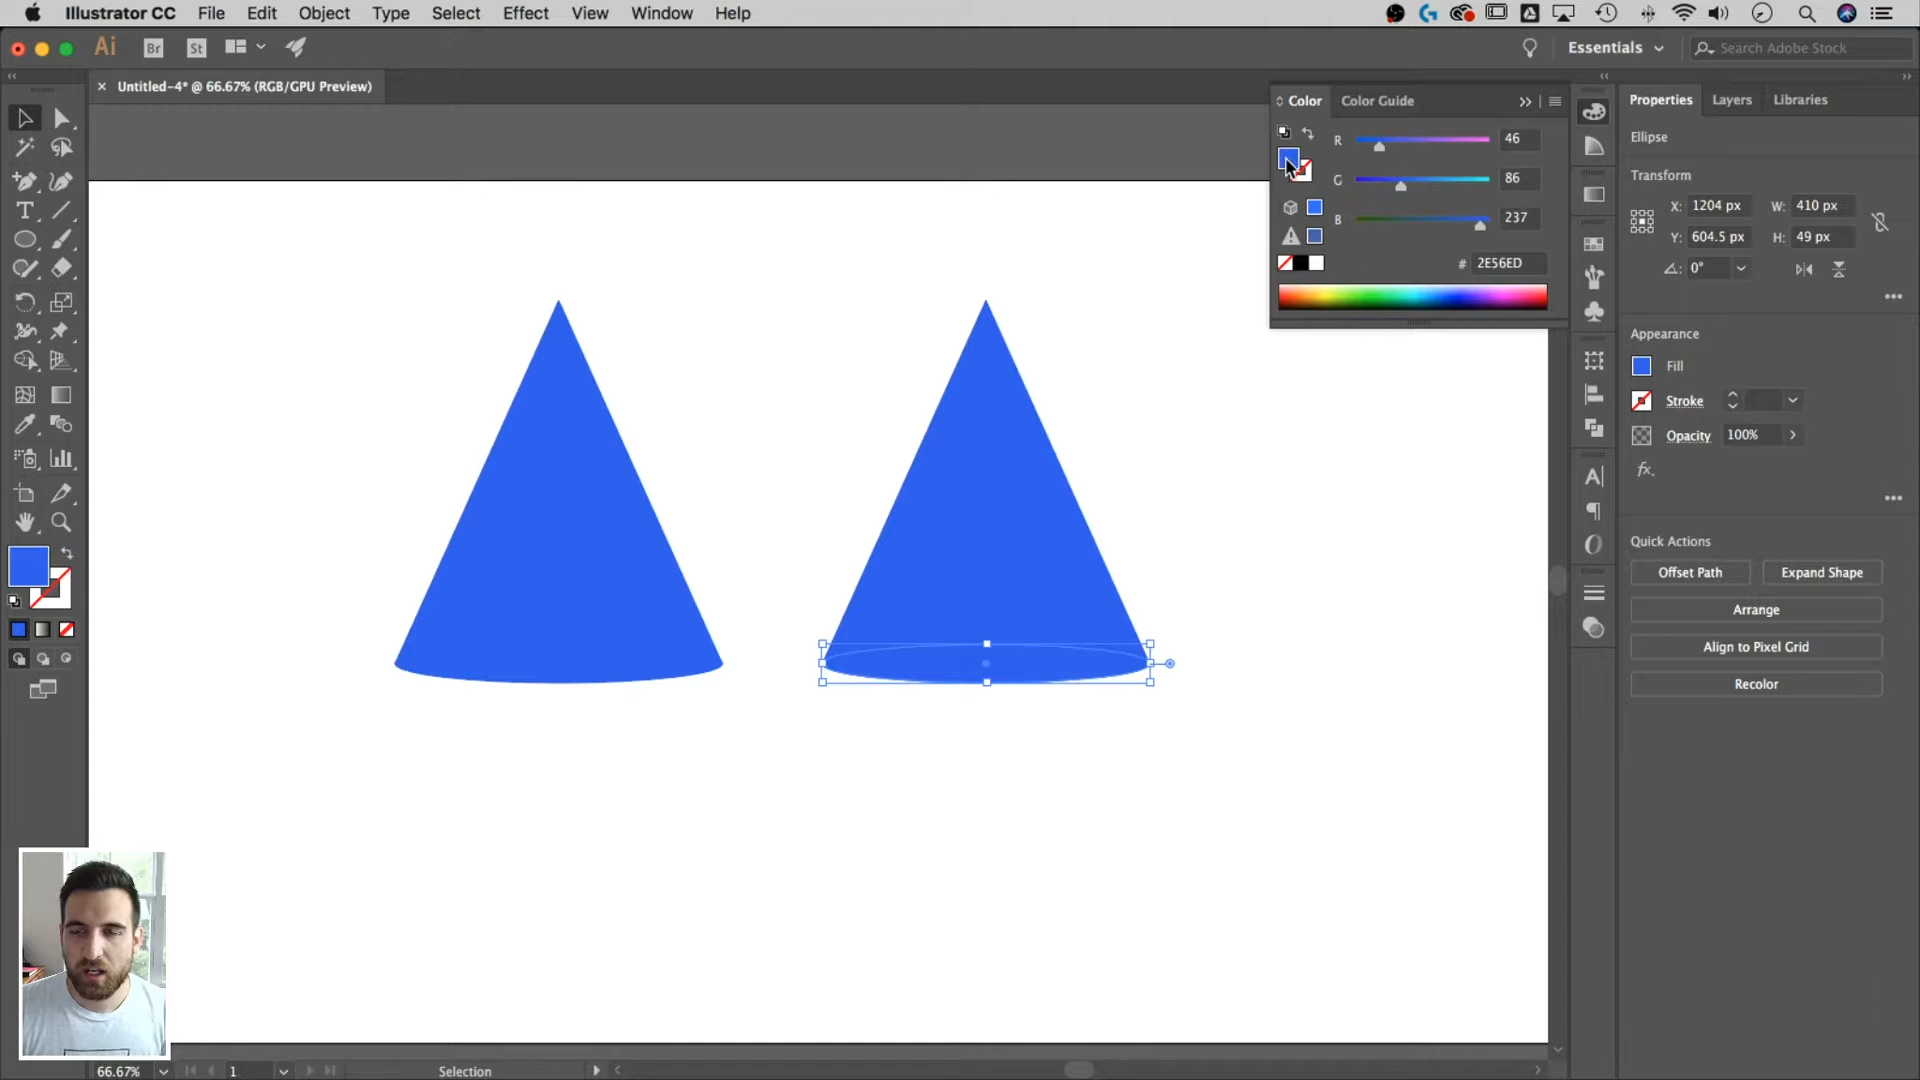 Illustrator CC File Edit Object Type Select Effect View Window Help
Ai Br St Essentials Search Adobe Stock
Untitled-4* @ 66.67% (RGB/GPU Preview)
Color Color Guide
R 46
G 86
B 237
# 2E56ED
Properties Layers Libraries
Ellipse
Transform
X: 1204 px W: 410 px
Y: 604.5 px H: 49 px
0°
Appearance
Fill
Stroke
Opacity 100%
fx.
Quick Actions
Offset Path Expand Shape
Arrange
Align to Pixel Grid
Recolor
66.67% 1 Selection